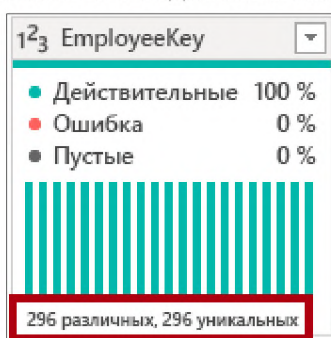 1²3 EmployeeKey
Действительные 100 %
Ошибка 0 %
Пустые 0 %
296 различных, 296 уникальных